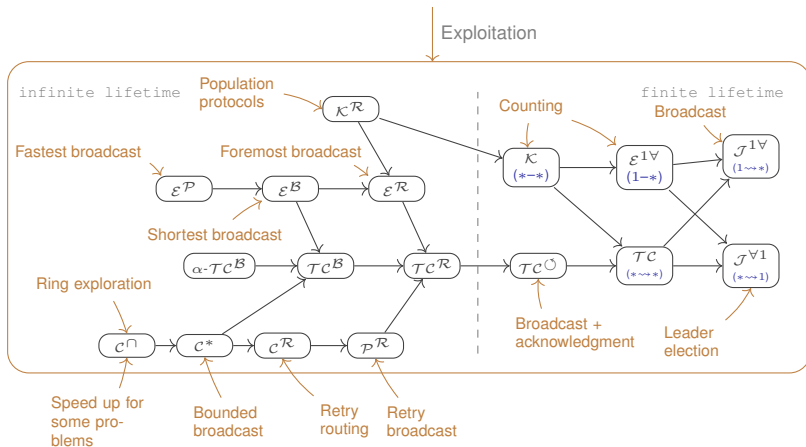 Exploitation
infinite lifetime
finite lifetime
Population
protocols
Counting
Broadcast
𝒦^ℛ
Fastest broadcast
Foremost broadcast
𝒦
(∗−∗)
ℰ^1∀
(1−∗)
𝒥^1∀
(1⇝∗)
ℰ^𝒫
ℰ^ℬ
ℰ^ℛ
Shortest broadcast
α-𝒯𝒞^ℬ
𝒯𝒞^ℬ
𝒯𝒞^ℛ
𝒯𝒞^↺
𝒯𝒞
(∗⇝∗)
𝒥^∀1
(∗⇝1)
Ring exploration
Broadcast +
acknowledgment
Leader
election
𝒞^∩
𝒞^∗
𝒞^ℛ
𝒫^ℛ
Speed up for
some pro-
blems
Bounded
broadcast
Retry
routing
Retry
broadcast